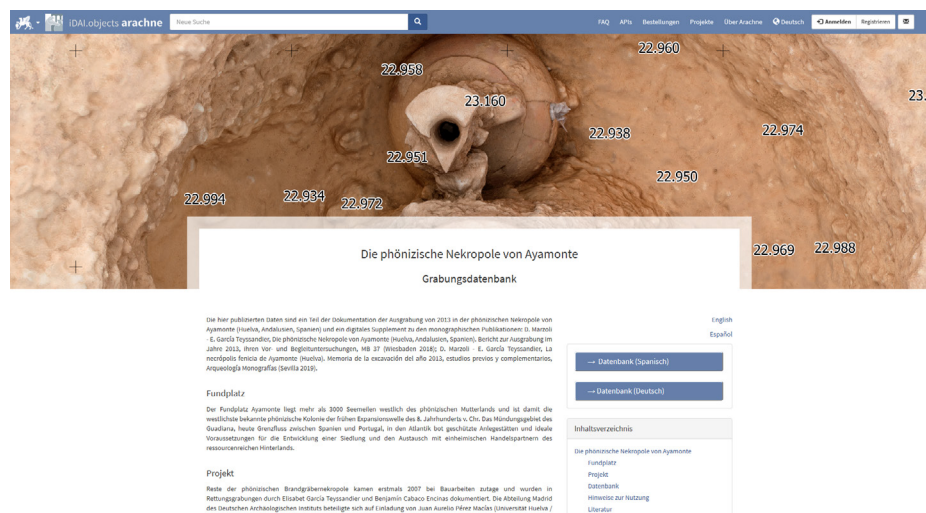 iDAI.objects arachne
Neue Suche
FAQ APIs Bestellungen Projekte Über Arachne Deutsch Anmelden Registrieren
22.960
22.958
23.160
23.
22.938
22.974
22.951
22.950
22.994
22.934
22.972
22.969
22.988
Die phönizische Nekropole von Ayamonte
Grabungsdatenbank
Die hier publizierten Daten sind ein Teil der Dokumentation der Ausgrabung von 2013 in der phönizischen Nekropole von
Ayamonte (Huelva, Andalusien, Spanien) und ein digitales Supplement zu den monographischen Publikationen: D. Marzoli
- E. García Teyssandier, Die phönizische Nekropole von Ayamonte (Huelva, Andalusien, Spanien). Bericht zur Ausgrabung im
Jahre 2013, ihren Vor- und Begleituntersuchungen, MB 37 (Wiesbaden 2018); D. Marzoli - E. García Teyssandier, La
necrópolis fenicia de Ayamonte (Huelva). Memoria de la excavación del año 2013, estudios previos y complementarios,
Arqueología Monografías (Sevilla 2019).
Fundplatz
Der Fundplatz Ayamonte liegt mehr als 3000 Seemeilen westlich des phönizischen Mutterlands und ist damit die
westlichste bekannte phönizische Kolonie der frühen Expansionswelle des 8. Jahrhunderts v. Chr. Das Mündungsgebiet des
Guadiana, heute Grenzfluss zwischen Spanien und Portugal, in den Atlantik bot geschützte Anlegestätten und ideale
Voraussetzungen für die Entwicklung einer Siedlung und den Austausch mit einheimischen Handelspartnern des
ressourcenreichen Hinterlands.
Projekt
Reste der phönizischen Brandgräbernekropole kamen erstmals 2007 bei Bauarbeiten zutage und wurden in
Rettungsgrabungen durch Elisabet García Teyssandier und Benjamín Cabaco Encinas dokumentiert. Die Abteilung Madrid
des Deutschen Archäologischen Instituts beteiligte sich auf Einladung von Juan Aurelio Pérez Macías (Universität Huelva /
English
Español
→ Datenbank (Spanisch)
→ Datenbank (Deutsch)
Inhaltsverzeichnis
Die phönizische Nekropole von Ayamonte
Fundplatz
Projekt
Datenbank
Hinweise zur Nutzung
Literatur